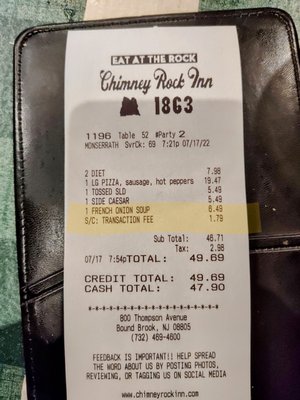 EAT AT THE ROCK
Chimney Rock Inn
1863
1196 Table 52 #Party 2
MONSERRATH SvrCk: 69 7:21p 07/17/22
2 DIET 7.98
1 LG PIZZA, sausage, hot peppers 19.47
1 TOSSED SLD 5.49
1 SIDE CAESAR 5.49
1 FRENCH ONION SOUP 6.49
S/C: TRANSACTION FEE 1.79
Sub Total: 46.71
Tax: 2.98
07/17 7:54pTOTAL: 49.69
CREDIT TOTAL: 49.69
CASH TOTAL: 47.90
800 Thompson Avenue
Bound Brook, NJ 08805
(732) 469-4600
FEEDBACK IS IMPORTANT!! HELP SPREAD
THE WORD ABOUT US BY POSTING PHOTOS,
REVIEWING, OR TAGGING US ON SOCIAL MEDIA
www.chimneyrockinn.com